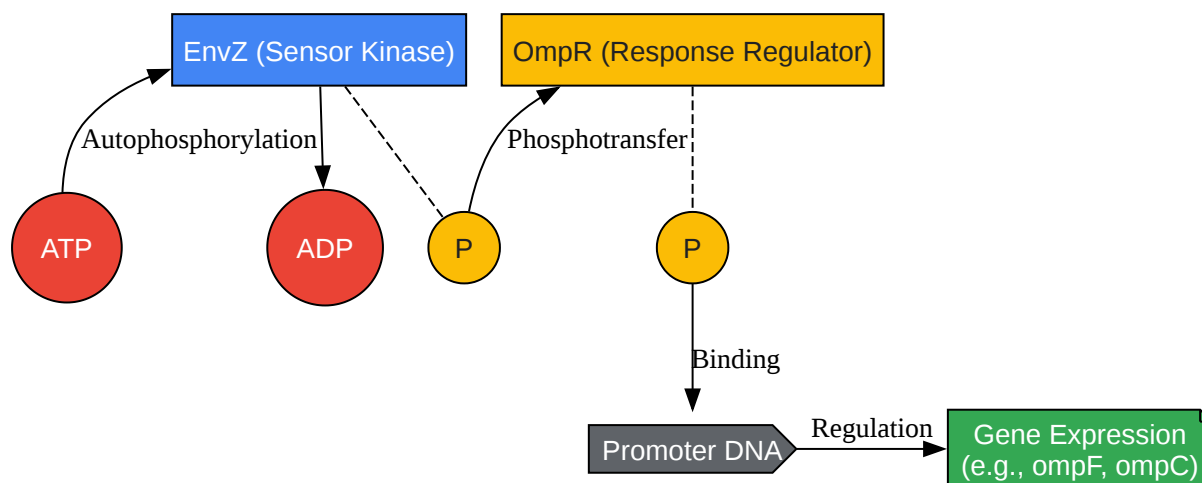 EnvZ (Sensor Kinase)
OmpR (Response Regulator)
Autophosphorylation
Phosphotransfer
ATP
ADP
P
P
Binding
Promoter DNA
Regulation
Gene Expression
(e.g., ompF, ompC)